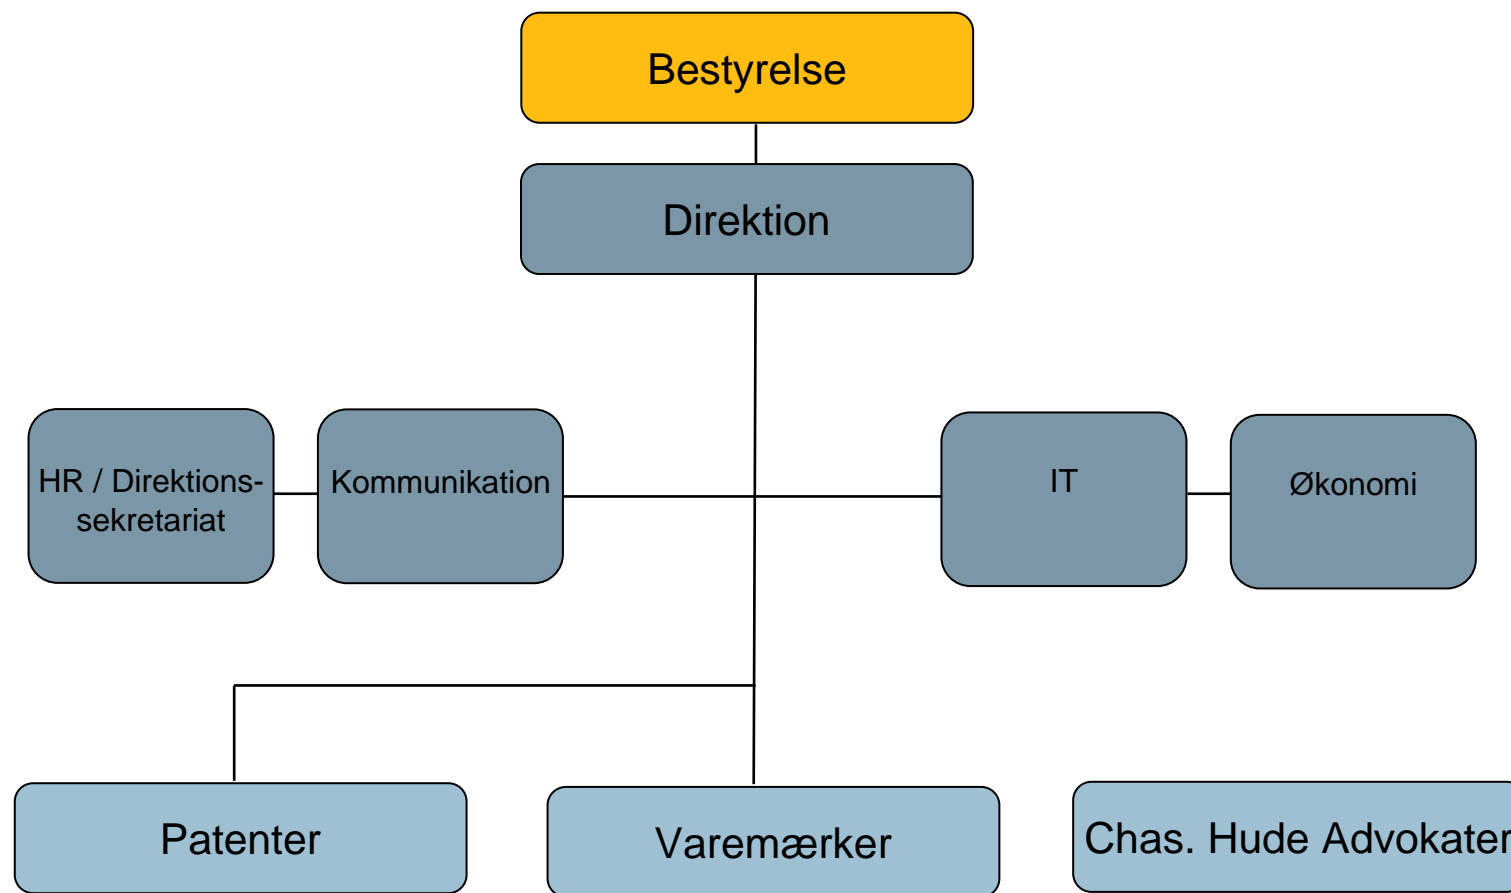 Bestyrelse
Direktion
HR / Direktions-
sekretariat
Kommunikation
IT
Økonomi
Patenter
Varemærker
Chas. Hude Advokater